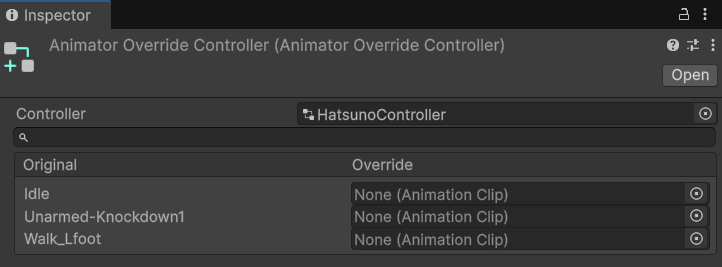 Inspector
Animator Override Controller (Animator Override Controller)
Open
Controller HatsunoController
Original Override
Idle None (Animation Clip)
Unarmed-Knockdown1 None (Animation Clip)
Walk_Lfoot None (Animation Clip)